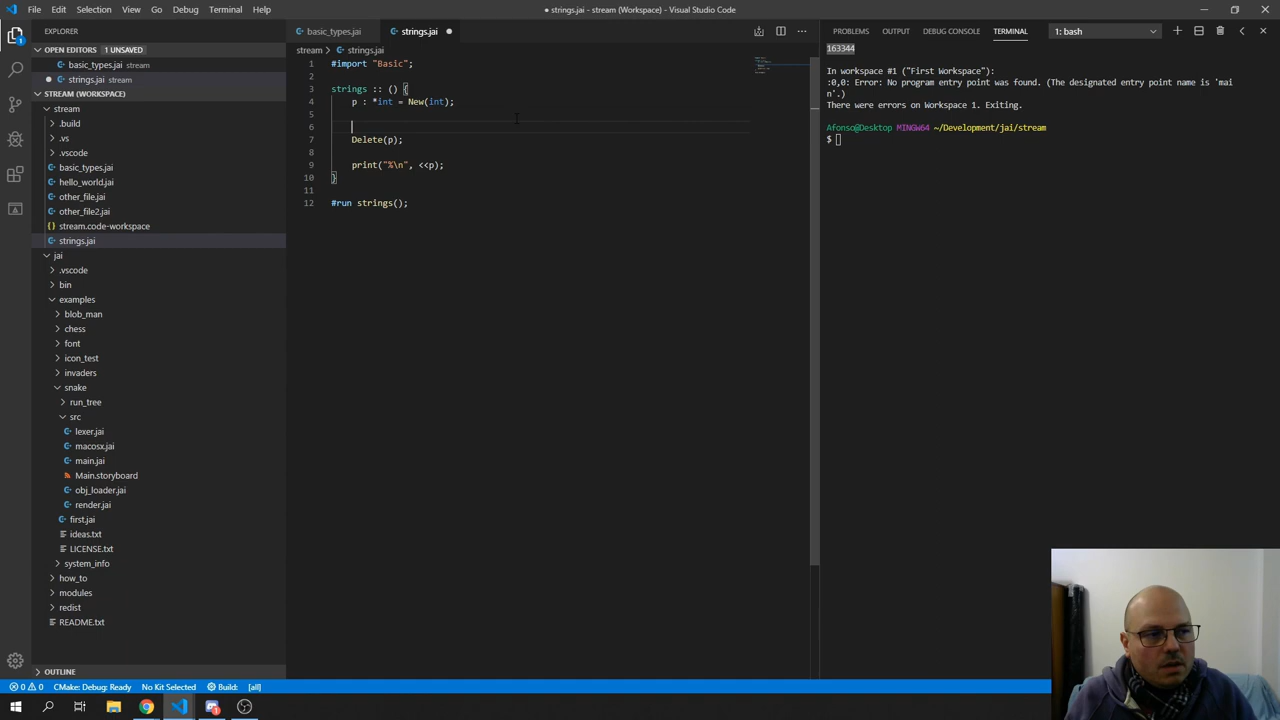 File Edit Selection View Go Debug Terminal Help
● strings.jai - stream (Workspace) - Visual Studio Code
EXPLORER
OPEN EDITORS 1 UNSAVED
basic_types.jai stream
strings.jai stream
STREAM (WORKSPACE)
stream
.build
.vs
.vscode
basic_types.jai
hello_world.jai
other_file.jai
other_file2.jai
stream.code-workspace
strings.jai
jai
.vscode
bin
examples
blob_man
chess
font
icon_test
invaders
snake
run_tree
src
lexer.jai
macosx.jai
main.jai
Main.storyboard
obj_loader.jai
render.jai
first.jai
ideas.txt
LICENSE.txt
system_info
how_to
modules
redist
README.txt
OUTLINE
basic_types.jai strings.jai
stream > strings.jai
1 #import "Basic";
2
3 strings :: () {
4 p : *int = New(int);
5
6
7 Delete(p);
8
9 print("%\n", <<p);
10 }
11
12 #run strings();
PROBLEMS OUTPUT DEBUG CONSOLE TERMINAL 1: bash
163344
In workspace #1 ("First Workspace"):
:0,0: Error: No program entry point was found. (The designated entry point name is 'mai
n'.)
There were errors on Workspace 1. Exiting.
Afonso@Desktop MINGW64 ~/Development/jai/stream
$
0 0 CMake: Debug: Ready No Kit Selected Build: [all]